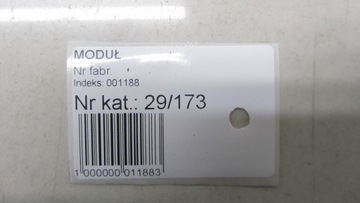 MODUŁ
Nr fabr.
Indeks: 001188
Nr kat.: 29/173
1 000000 011883